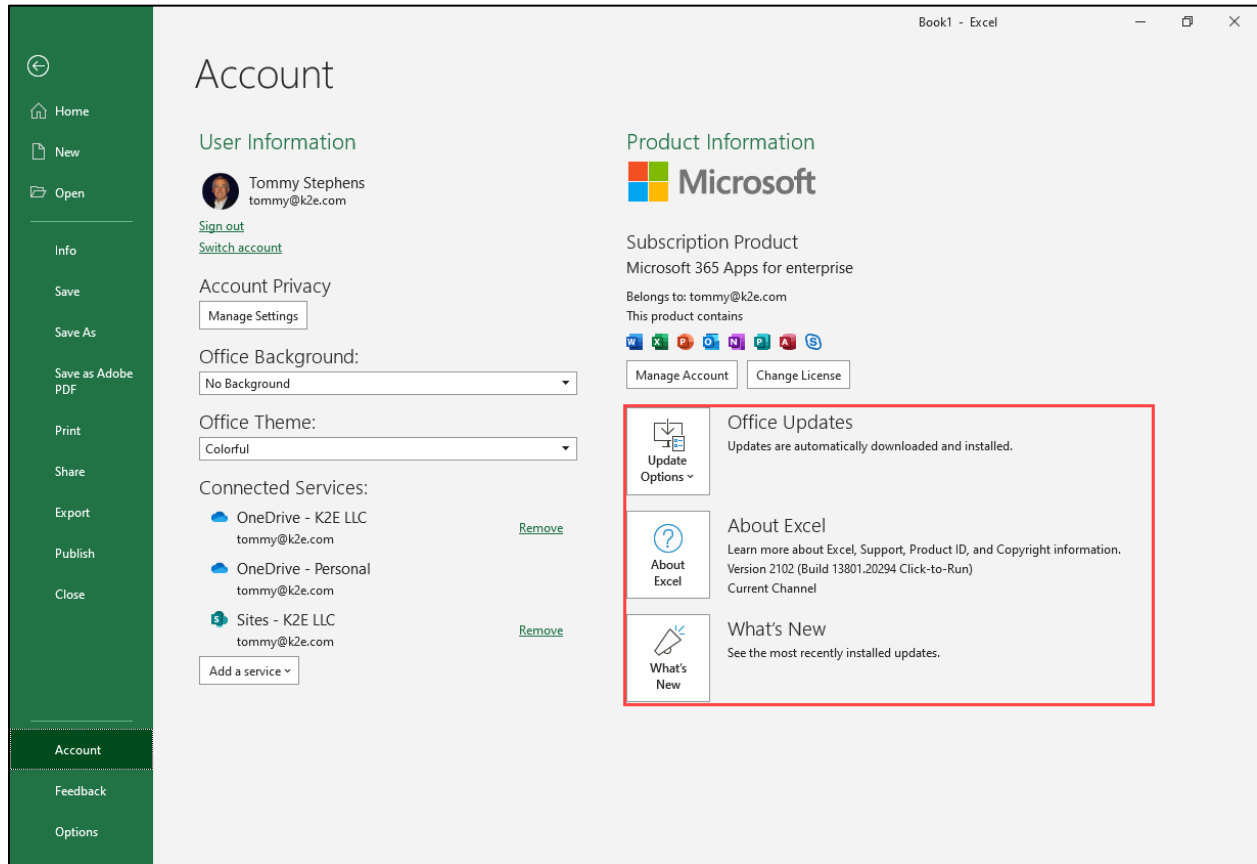 Book1 - Excel
Home
New
Open
Info
Save
Save As
Save as Adobe
PDF
Print
Share
Export
Publish
Close
Account
Feedback
Options
Account
User Information
Tommy Stephens
tommy@k2e.com
Sign out
Switch account
Account Privacy
Manage Settings
Office Background:
No Background
Office Theme:
Colorful
Connected Services:
OneDrive - K2E LLC
tommy@k2e.com
Remove
OneDrive - Personal
tommy@k2e.com
Sites - K2E LLC
tommy@k2e.com
Remove
Add a service
Product Information
Microsoft
Subscription Product
Microsoft 365 Apps for enterprise
Belongs to: tommy@k2e.com
This product contains
W X P O N P A S
Manage Account
Change License
Update
Options
Office Updates
Updates are automatically downloaded and installed.
About
Excel
About Excel
Learn more about Excel, Support, Product ID, and Copyright information.
Version 2102 (Build 13801.20294 Click-to-Run)
Current Channel
What's
New
What's New
See the most recently installed updates.